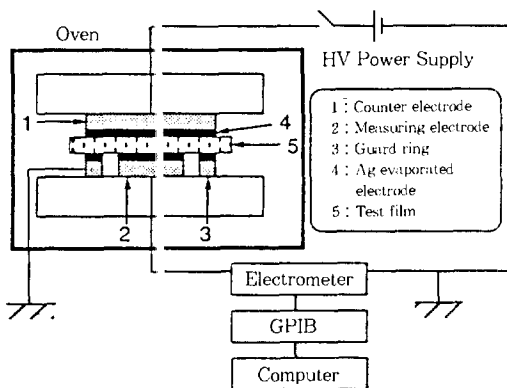 Oven
HV Power Supply
1
4
5
2
3
1 : Counter electrode
2 : Measuring electrode
3 : Guard ring
4 : Ag evaporated
electrode
5 : Test film
Electrometer
GPIB
Computer